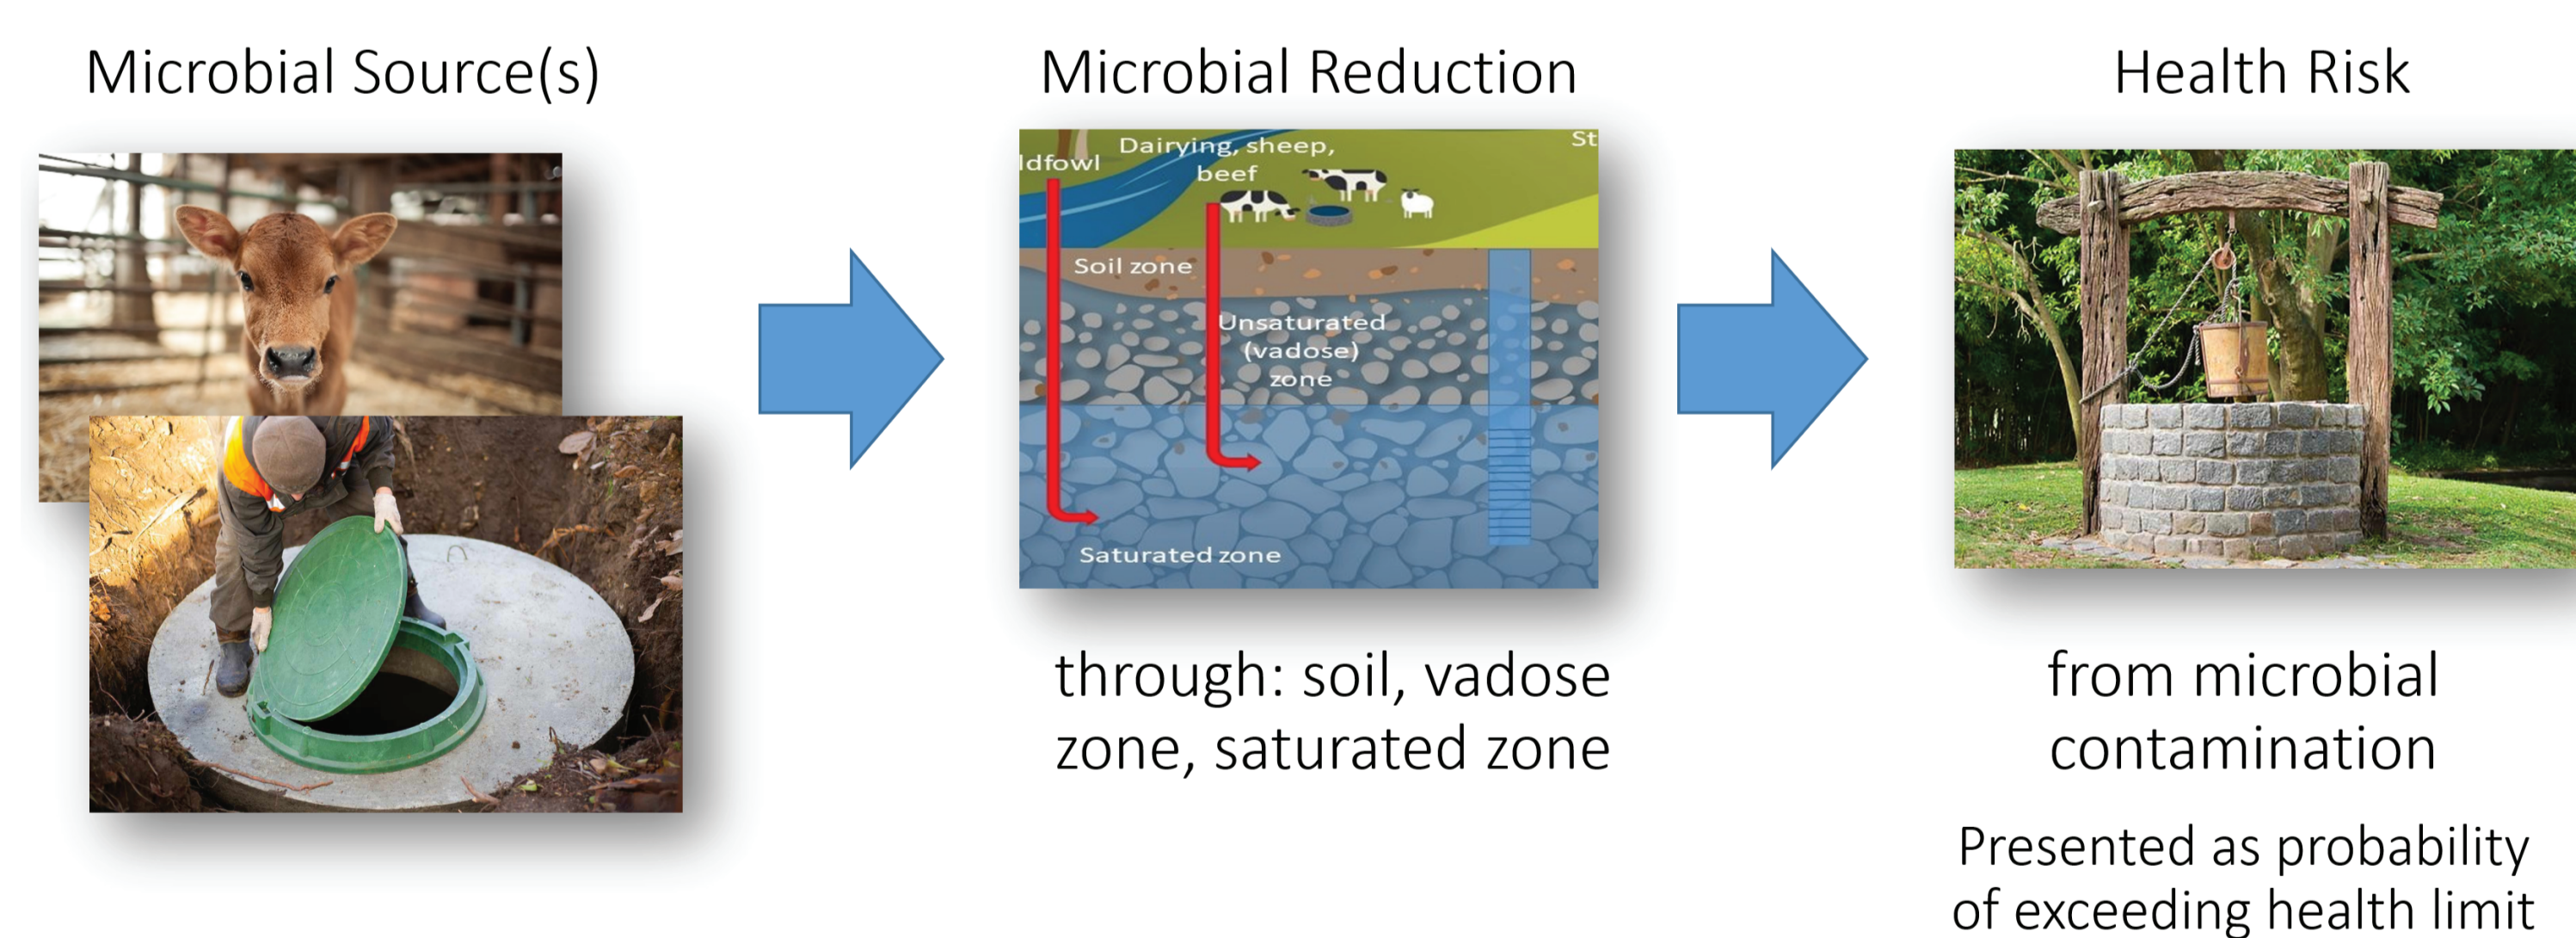 Microbial Source(s)
Microbial Reduction
ldfowl
Dairying, sheep,
beef
St
Soil zone
Unsaturated
(vadose)
zone
Saturated zone
through: soil, vadose
zone, saturated zone
Health Risk
from microbial
contamination
Presented as probability
of exceeding health limit